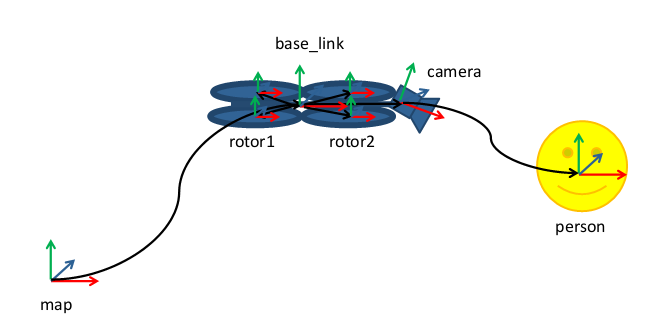 base_link
camera
rotor1
rotor2
person
map